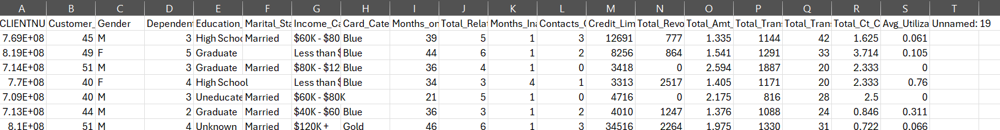 A B C D E F G H I J K L M N O P Q R S T
CLIENTNU Customer_ Gender Dependent Education_ Marital_Sta Income_Ca Card_Cate Months_on Total_Relat Months_Ina Contacts_C Credit_Lim Total_Revo Total_Amt_ Total_Trans Total_Trans Total_Ct_C Avg_Utiliza Unnamed: 19
7.69E+08 45 M 3 High Schoo Married $60K - $80 Blue 39 5 1 3 12691 777 1.335 1144 42 1.625 0.061
8.19E+08 49 F 5 Graduate Less than $ Blue 44 6 1 2 8256 864 1.541 1291 33 3.714 0.105
7.14E+08 51 M 3 Graduate Married $80K - $12 Blue 36 4 1 0 3418 0 2.594 1887 20 2.333 0
7.7E+08 40 F 4 High School Less than $ Blue 34 3 4 1 3313 2517 1.405 1171 20 2.333 0.76
7.09E+08 40 M 3 Uneducate Married $60K - $80K 21 5 1 0 4716 0 2.175 816 28 2.5 0
7.13E+08 44 M 2 Graduate Married $40K - $60 Blue 36 3 1 2 4010 1247 1.376 1088 24 0.846 0.311
8.1E+08 51 M 4 Unknown Married $120K + Gold 46 6 1 3 34516 2264 1.975 1330 31 0.722 0.066